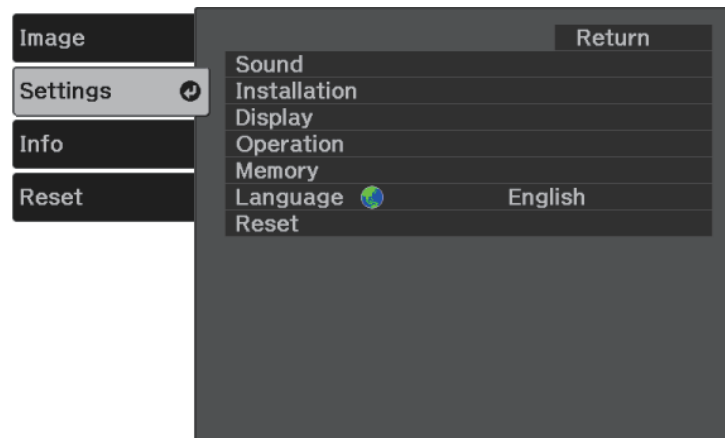 Image
Settings
Info
Reset
Return
Sound
Installation
Display
Operation
Memory
Language English
Reset